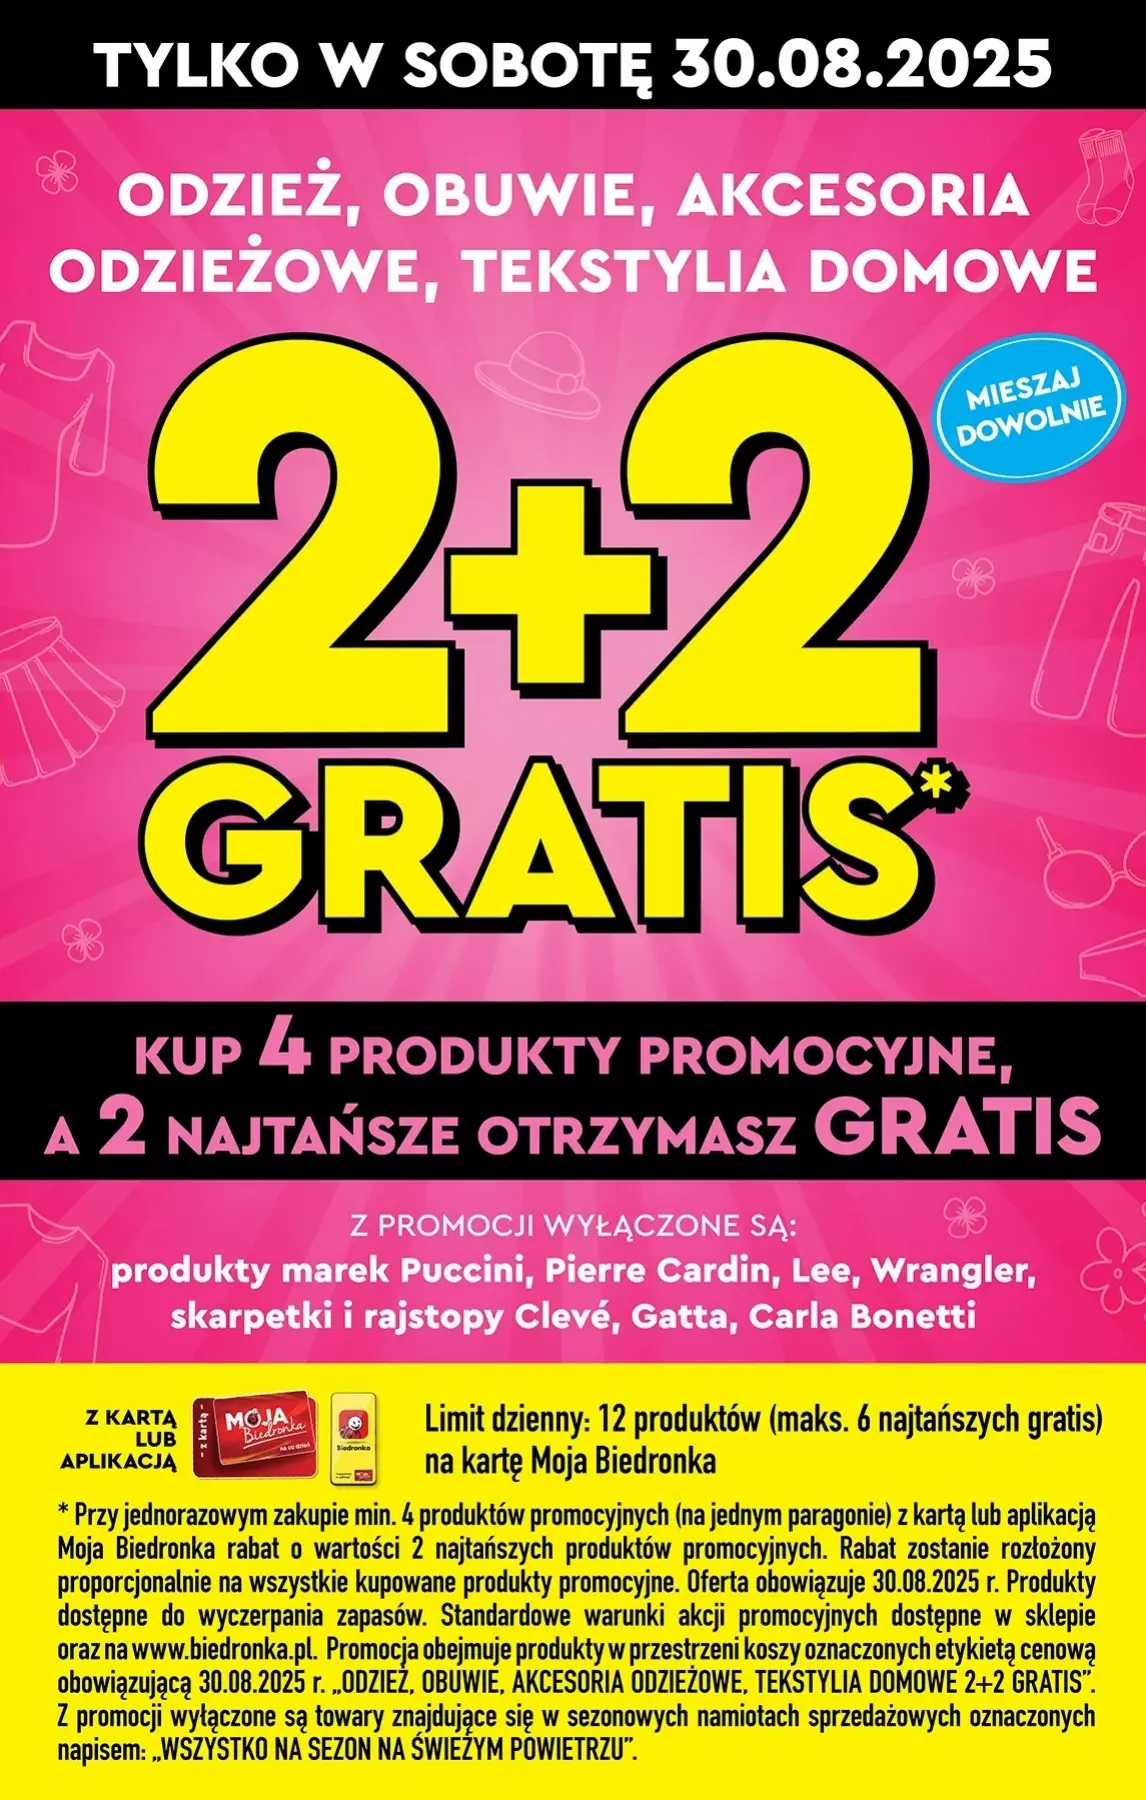 TYLKO W SOBOTĘ 30.08.2025
ODZIEŻ, OBUWIE, AKCESORIA
ODZIEŻOWE, TEKSTYLIA DOMOWE
MIESZAJ
DOWOLNIE
2+2
GRATIS*
KUP 4 PRODUKTY PROMOCYJNE,
A 2 NAJTAŃSZE OTRZYMASZ GRATIS
Z PROMOCJI WYŁĄCZONE SĄ:
produkty marek Puccini, Pierre Cardin, Lee, Wrangler,
skarpetki i rajstopy Clevé, Gatta, Carla Bonetti
Z KARTĄ
LUB
APLIKACJĄ
- z kartą -
MOJA
Biedronka
na co dzień
Biedronka
Limit dzienny: 12 produktów (maks. 6 najtańszych gratis)
na kartę Moja Biedronka
* Przy jednorazowym zakupie min. 4 produktów promocyjnych (na jednym paragonie) z kartą lub aplikacją
Moja Biedronka rabat o wartości 2 najtańszych produktów promocyjnych. Rabat zostanie rozłożony
proporcjonalnie na wszystkie kupowane produkty promocyjne. Oferta obowiązuje 30.08.2025 r. Produkty
dostępne do wyczerpania zapasów. Standardowe warunki akcji promocyjnych dostępne w sklepie
oraz na www.biedronka.pl. Promocja obejmuje produkty w przestrzeni koszy oznaczonych etykietą cenową
obowiązującą 30.08.2025 r. „ODZIEŻ, OBUWIE, AKCESORIA ODZIEŻOWE, TEKSTYLIA DOMOWE 2+2 GRATIS”.
Z promocji wyłączone są towary znajdujące się w sezonowych namiotach sprzedażowych oznaczonych
napisem: „WSZYSTKO NA SEZON NA ŚWIEŻYM POWIETRZU”.